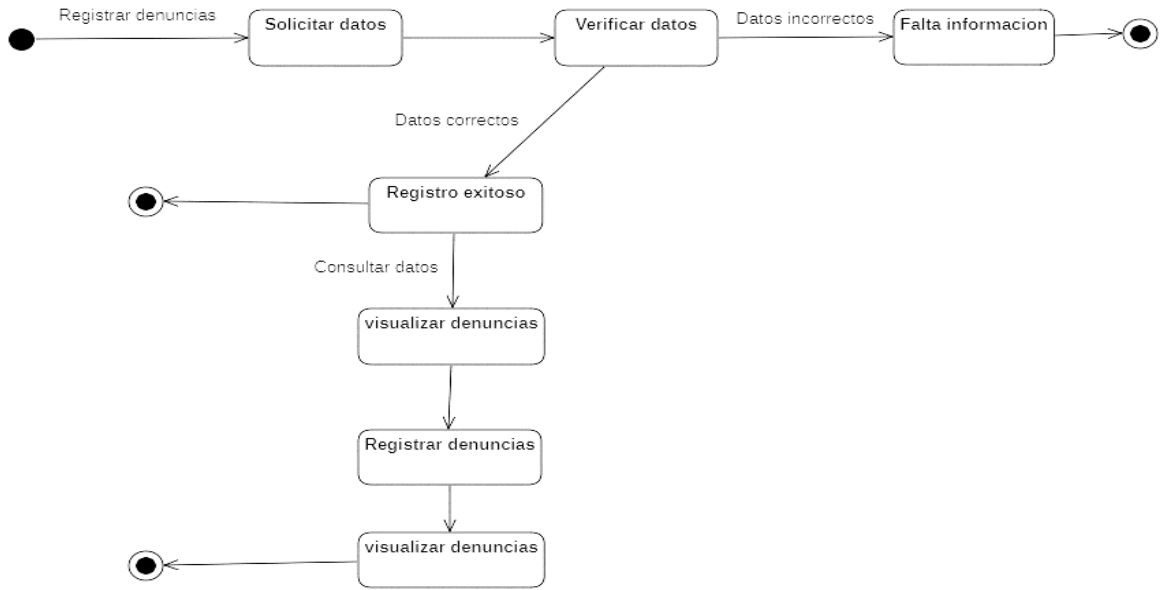 Registrar denuncias
Solicitar datos
Verificar datos
Datos incorrectos
Falta informacion
Datos correctos
Registro exitoso
Consultar datos
visualizar denuncias
Registrar denuncias
visualizar denuncias